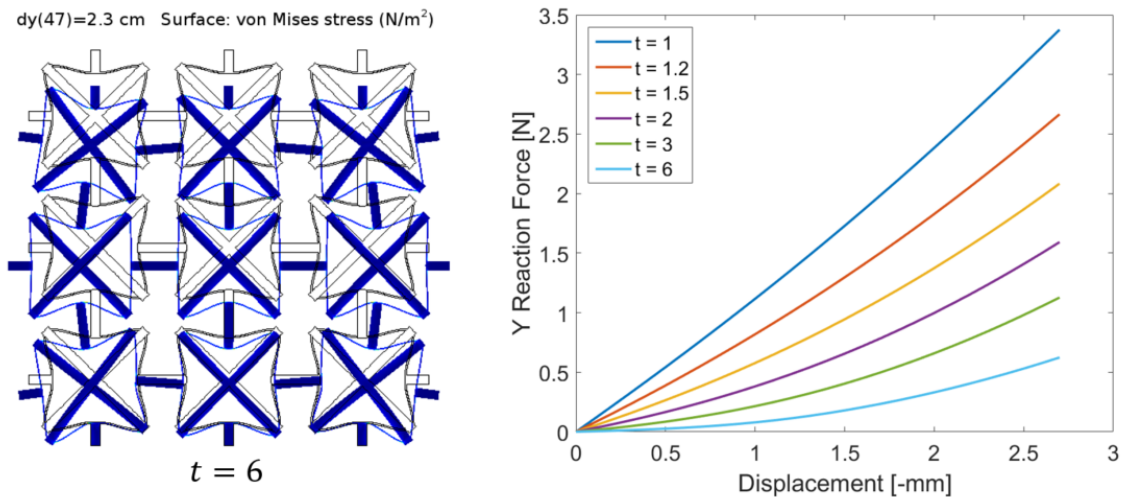 dy(47)=2.3 cm Surface: von Mises stress (N/m²)
t = 6
3.5
3
2.5
2
1.5
1
0.5
0
Y Reaction Force [N]
t = 1
t = 1.2
t = 1.5
t = 2
t = 3
t = 6
0 0.5 1 1.5 2 2.5 3
Displacement [-mm]